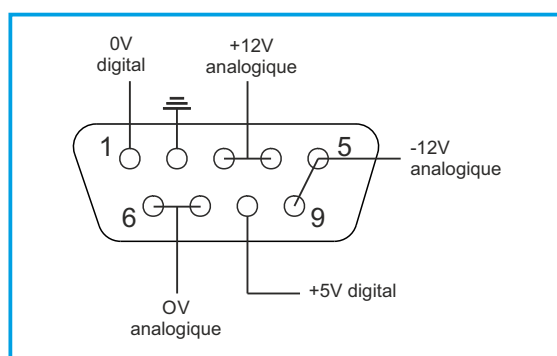 0V
digital
+12V
analogique
1
5
-12V
analogique
6
9
OV
analogique
+5V digital